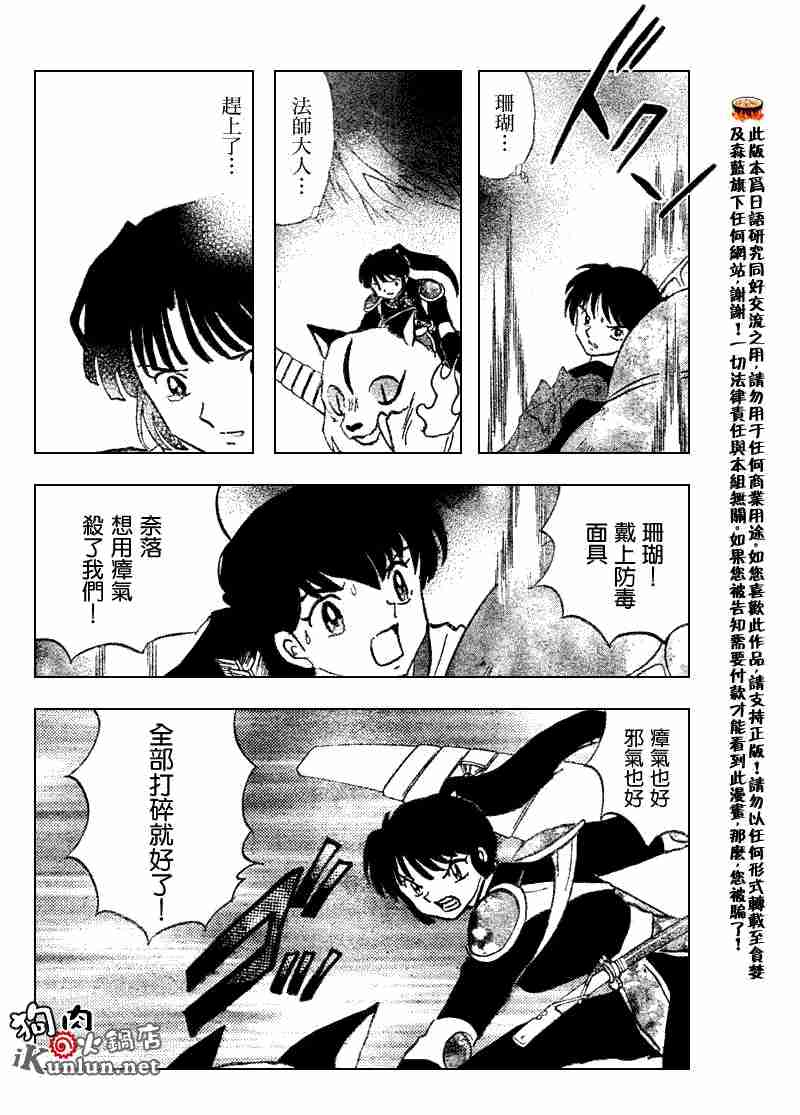 珊瑚…
法師大人…
趕上了…
珊瑚！
戴上防毒
面具
奈落
想用瘴氣
殺了我們！
瘴氣也好
邪氣也好
全部打碎就好了！
此版本爲日語研究同好交流之用，請勿用于任何商業用途。如您喜歡此作品，請支持正版！請勿以任何形式轉載至貪婪
及森藍旗下任何網站，謝謝！一切法律責任與本組無關。如果您被告知需要付款才能看到此漫畫，那麽，您被騙了！
狗肉
火鍋店
iKunlun.net